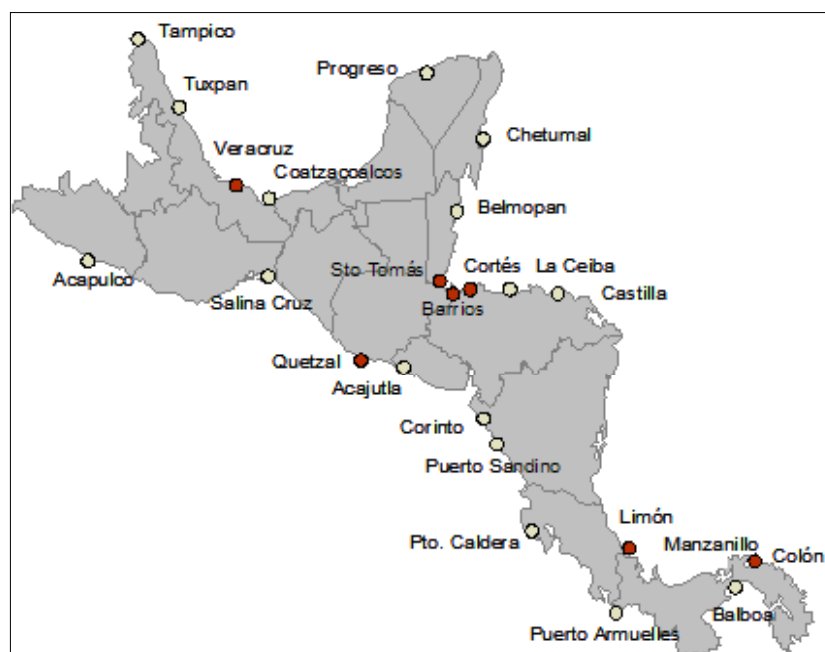 Tampico
Progreso
Tuxpan
Chetumal
Veracruz
Coatzacoalcos
Belmopan
Acapulco
Salina Cruz
Sto Tomás
Cortés
La Ceiba
Barrios
Castilla
Quetzal
Acajutla
Corinto
Puerto Sandino
Pto. Caldera
Limón
Manzanillo
Colón
Balboa
Puerto Armuelles